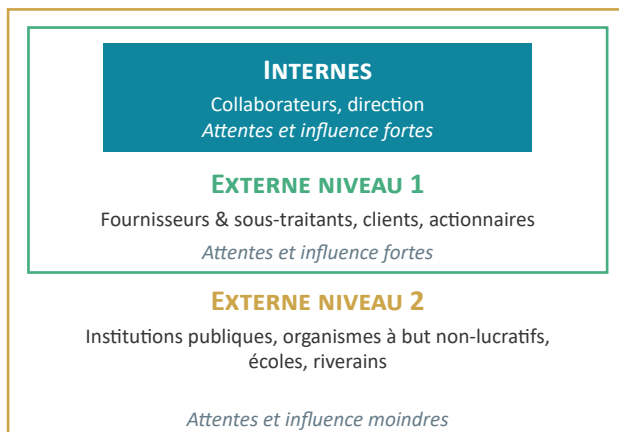 INTERNES
Collaborateurs, direction
Attentes et influence fortes
EXTERNE NIVEAU 1
Fournisseurs & sous-traitants, clients, actionnaires
Attentes et influence fortes
EXTERNE NIVEAU 2
Institutions publiques, organismes à but non-lucratifs,
écoles, riverains
Attentes et influence moindres